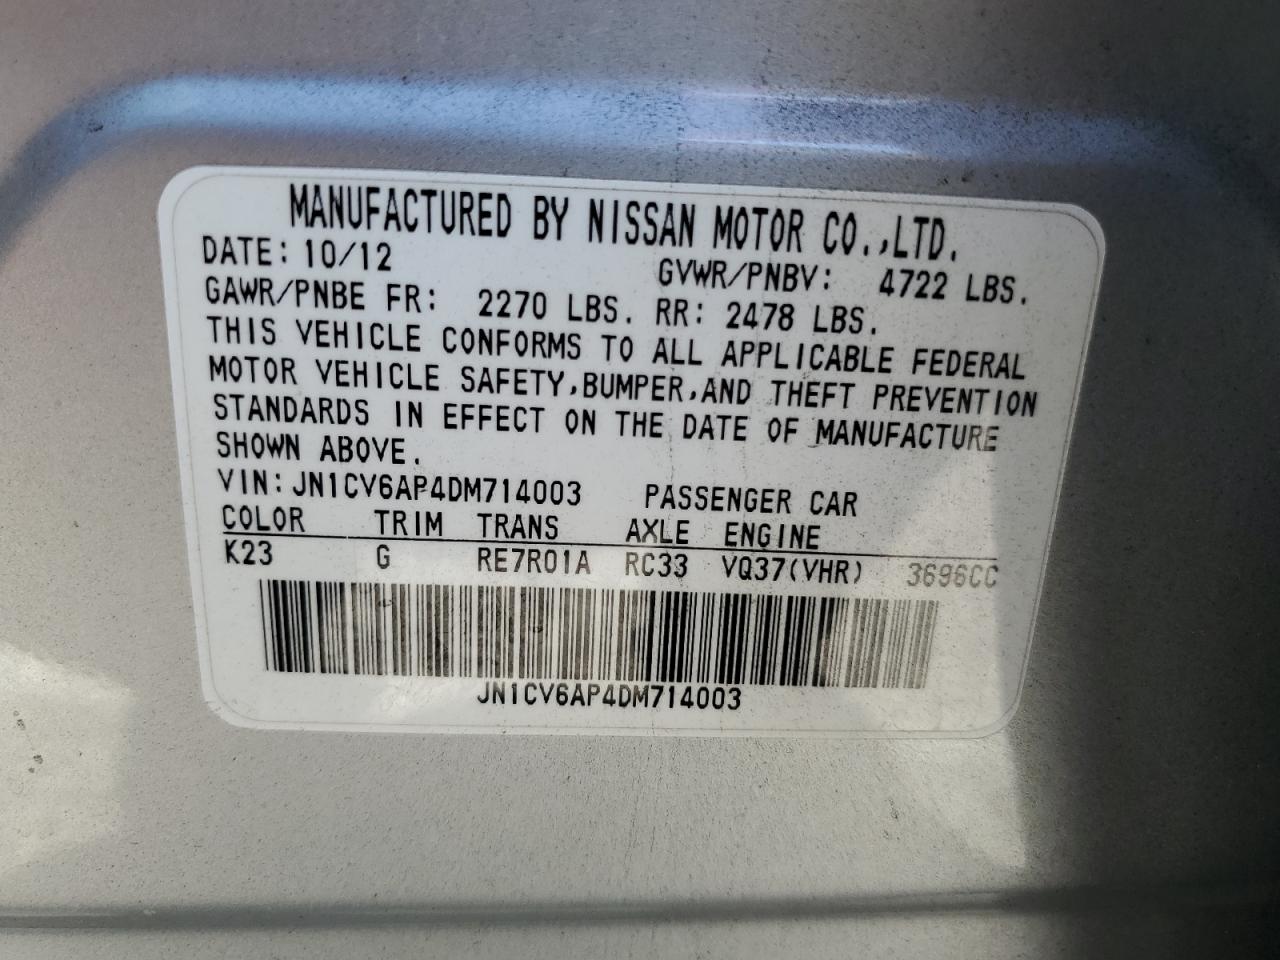 MANUFACTURED BY NISSAN MOTOR CO.,LTD.
DATE: 10/12 GVWR/PNBV: 4722 LBS.
GAWR/PNBE FR: 2270 LBS. RR: 2478 LBS.
THIS VEHICLE CONFORMS TO ALL APPLICABLE FEDERAL
MOTOR VEHICLE SAFETY,BUMPER,AND THEFT PREVENTION
STANDARDS IN EFFECT ON THE DATE OF MANUFACTURE
SHOWN ABOVE.
VIN: JN1CV6AP4DM714003 PASSENGER CAR
COLOR TRIM TRANS AXLE ENGINE
K23 G RE7R01A RC33 VQ37(VHR) 3696CC
JN1CV6AP4DM714003